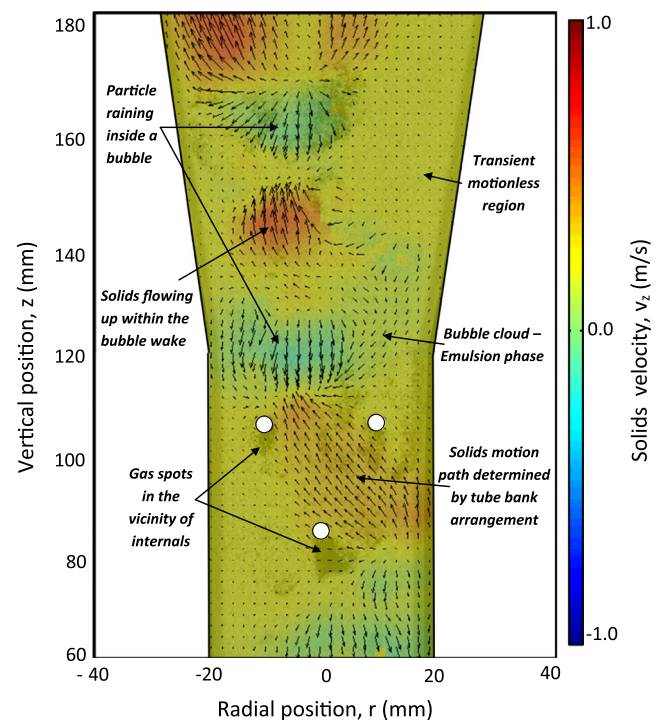 180
160
140
120
100
80
60
- 40
-20
0
20
40
Vertical position, z (mm)
Radial position, r (mm)
Particle
raining
inside a
bubble
Transient
motionless
region
Solids flowing
up within the
bubble wake
Bubble cloud –
Emulsion phase
Gas spots
in the
vicinity of
internals
Solids motion
path determined
by tube bank
arrangement
1.0
0.0
-1.0
Solids velocity, vz (m/s)